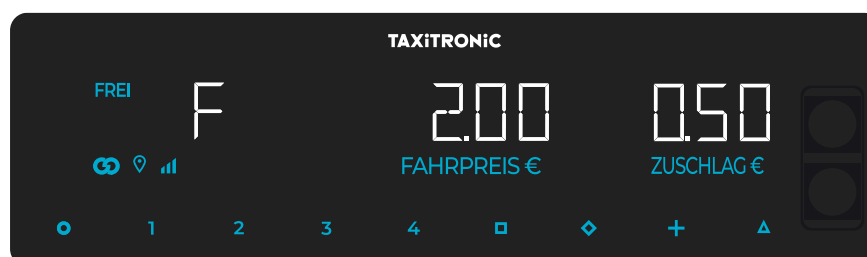 TAXiTRONiC
FREI F 2.00 0.50
FAHRPREIS € ZUSCHLAG €
1 2 3 4